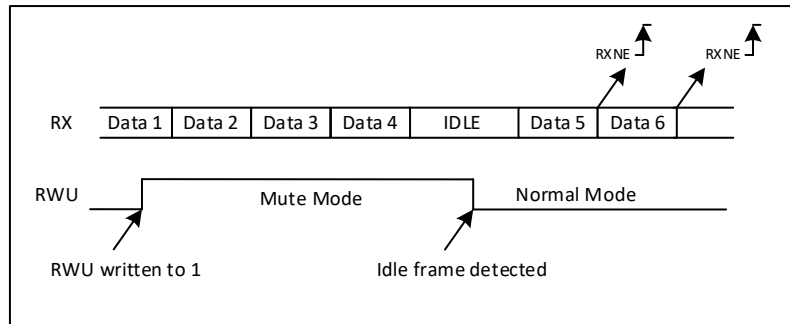 RXNE RXNE
RX Data 1 Data 2 Data 3 Data 4 IDLE Data 5 Data 6
RWU Mute Mode Normal Mode
RWU written to 1 Idle frame detected